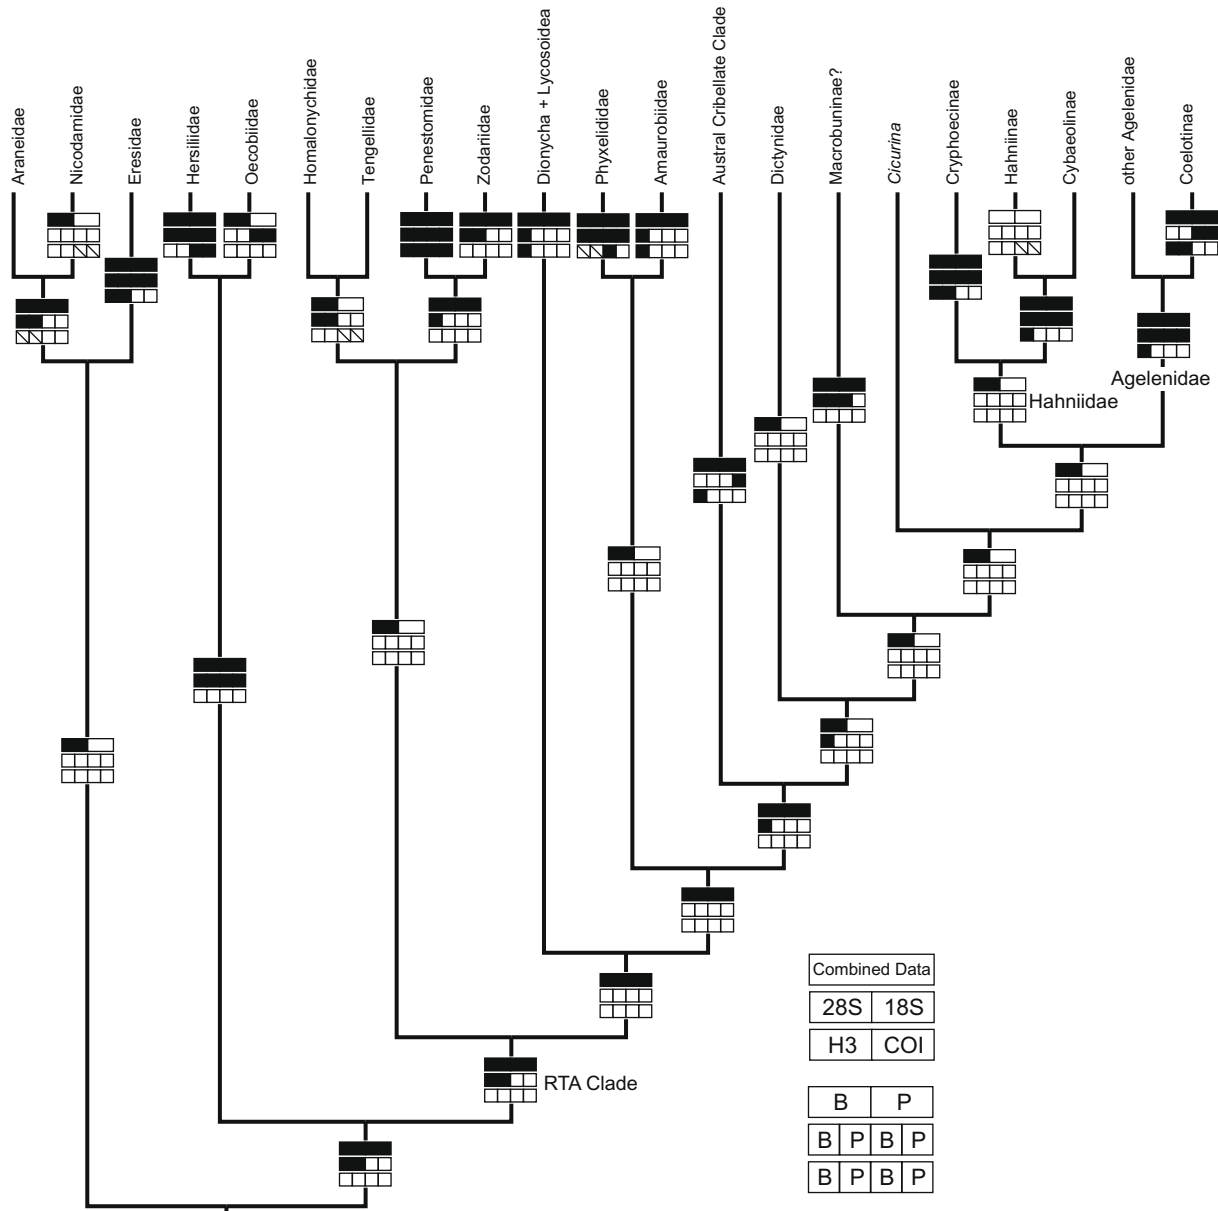 Araneidae
Nicodamidae
Eresidae
Hersiliidae
Oecobiidae
Homalonychidae
Tengellidae
Penestomidae
Zodariidae
Dionycha + Lycosoidea
Phyxelididae
Amaurobiidae
Austral Cribellate Clade
Dictynidae
Macrobuninae?
Cicurina
Cryphoecinae
Hahniinae
Cybaeolinae
other Agelenidae
Coelotinae
Agelenidae
Hahniidae
RTA Clade
Combined Data
28S 18S
H3 COI
B P
B P B P
B P B P